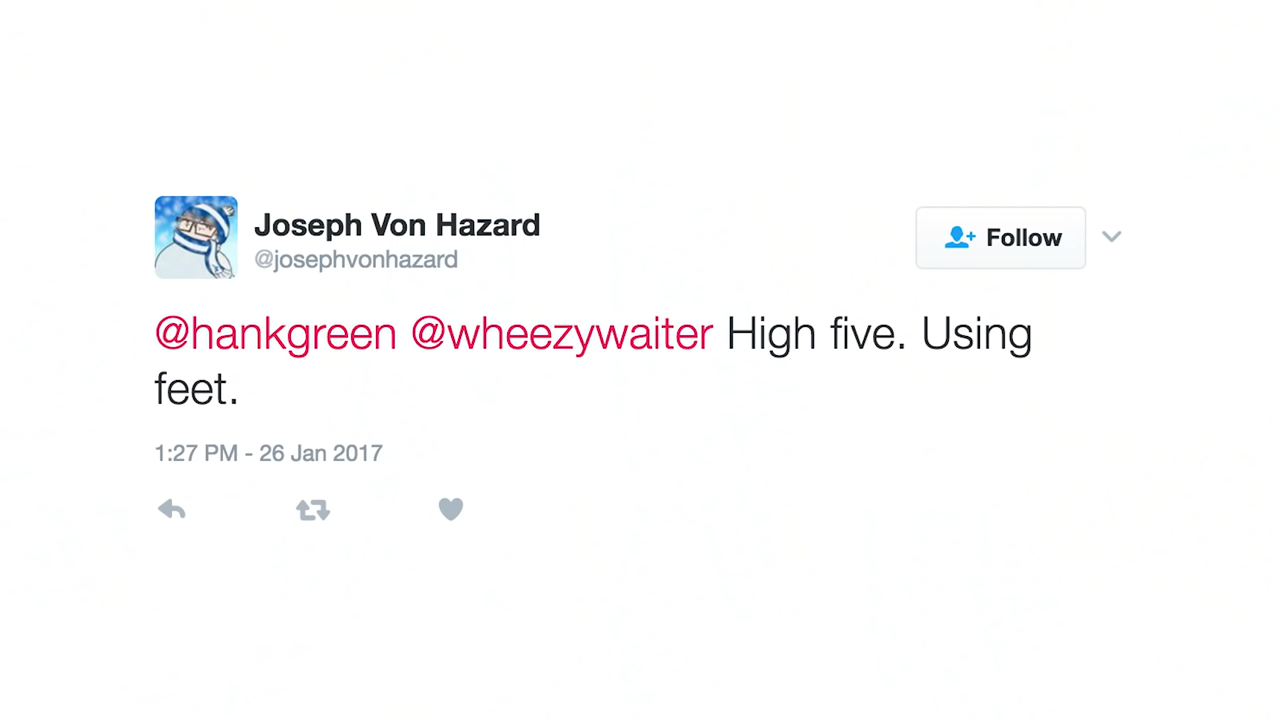 Joseph Von Hazard
@josephvonhazard
Follow
@hankgreen @wheezywaiter High five. Using
feet.
1:27 PM - 26 Jan 2017